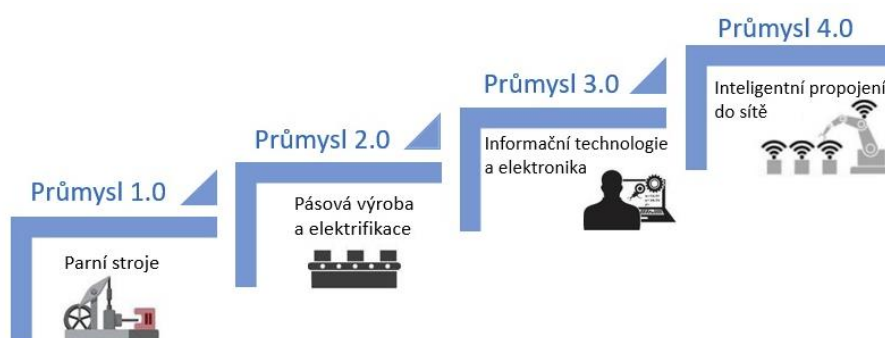 Průmysl 1.0
Parní stroje
Průmysl 2.0
Pásová výroba
a elektrifikace
Průmysl 3.0
Informační technologie
a elektronika
Průmysl 4.0
Inteligentní propojení
do sítě